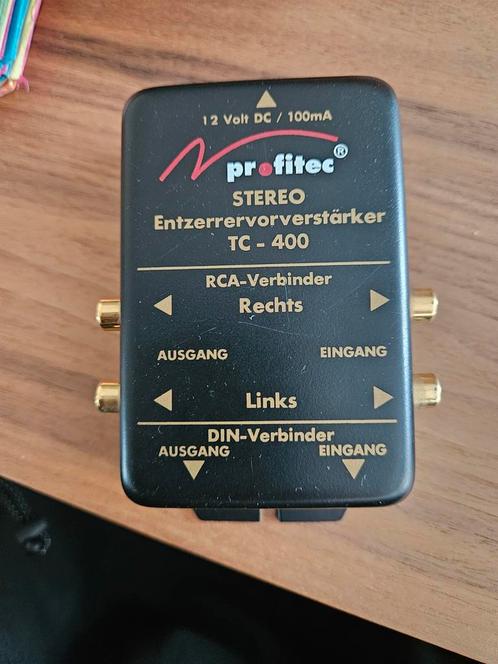 12 Volt DC / 100mA
profitec®
STEREO
Entzerrervorverstärker
TC - 400
RCA-Verbinder
Rechts
AUSGANG EINGANG
Links
DIN-Verbinder
AUSGANG EINGANG